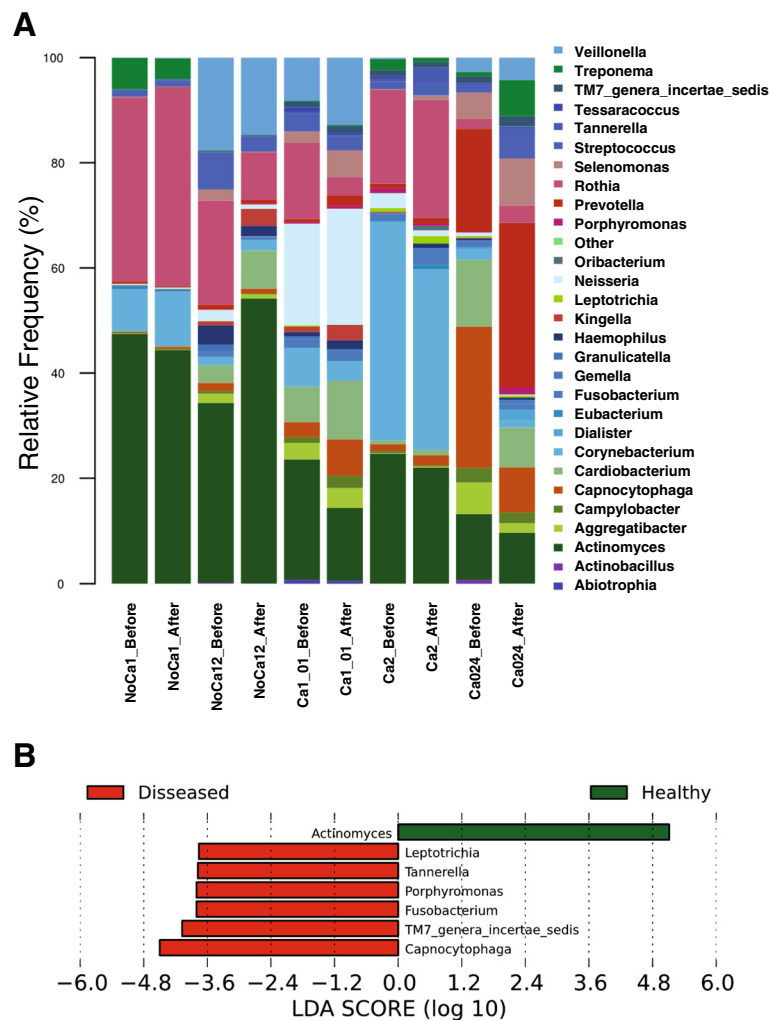 A
Relative Frequency (%)
100
80
60
40
20
0
NoCa1_Before
NoCa1_After
NoCa12_Before
NoCa12_After
Ca1_01_Before
Ca1_01_After
Ca2_Before
Ca2_After
Ca024_Before
Ca024_After
Veillonella
Treponema
TM7_genera_incertae_sedis
Tessaracoccus
Tannerella
Streptococcus
Selenomonas
Rothia
Prevotella
Porphyromonas
Other
Oribacterium
Neisseria
Leptotrichia
Kingella
Haemophilus
Granulicatella
Gemella
Fusobacterium
Eubacterium
Dialister
Corynebacterium
Cardiobacterium
Capnocytophaga
Campylobacter
Aggregatibacter
Actinomyces
Actinobacillus
Abiotrophia
B
Disseased
Healthy
Actinomyces
Leptotrichia
Tannerella
Porphyromonas
Fusobacterium
TM7_genera_incertae_sedis
Capnocytophaga
−6.0 −4.8 −3.6 −2.4 −1.2 0.0 1.2 2.4 3.6 4.8 6.0
LDA SCORE (log 10)